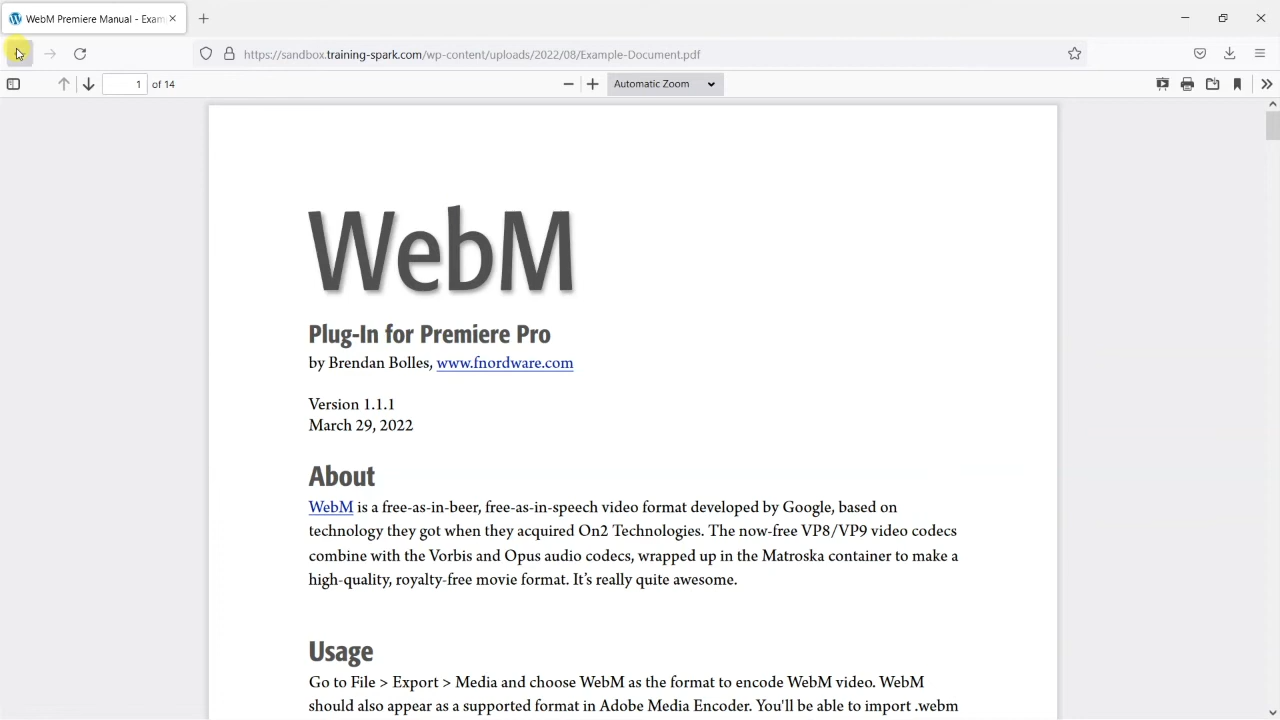 WebM Premiere Manual - Exam
https://sandbox.training-spark.com/wp-content/uploads/2022/08/Example-Document.pdf
1 of 14
Automatic Zoom
WebM
Plug-In for Premiere Pro
by Brendan Bolles, www.fnordware.com
Version 1.1.1
March 29, 2022
About
WebM is a free-as-in-beer, free-as-in-speech video format developed by Google, based on
technology they got when they acquired On2 Technologies. The now-free VP8/VP9 video codecs
combine with the Vorbis and Opus audio codecs, wrapped up in the Matroska container to make a
high-quality, royalty-free movie format. It’s really quite awesome.
Usage
Go to File > Export > Media and choose WebM as the format to encode WebM video. WebM
should also appear as a supported format in Adobe Media Encoder. You'll be able to import .webm